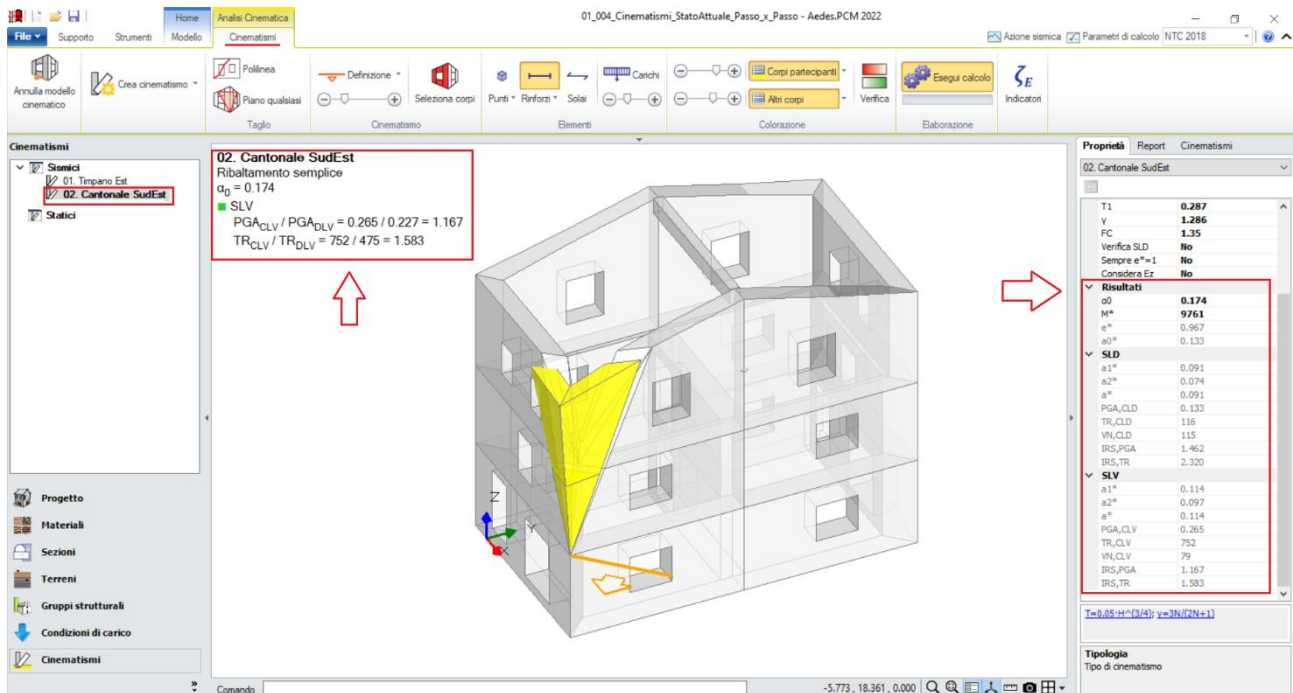 01_004_Cinematismi_StatoAttuale_Passo_x_Passo - Aedes.PCM 2022
Home
Analisi Cinematica
File
Supporto
Strumenti
Modello
Cinematismi
Azione sismica
Parametri di calcolo
NTC 2018
Annulla modello cinematico
Crea cinematismo
Polilinea
Piano qualsiasi
Taglio
Definizione
Seleziona corpi
Cinematismo
Punti
Rinforzi
Solai
Carichi
Elementi
Corpi partecipanti
Altri corpi
Colorazione
Verifica
Esegui calcolo
Elaborazione
ζE
Indicatori
Cinematismi
Sismici
01. Timpano Est
02. Cantonale SudEst
Statici
Progetto
Materiali
Sezioni
Terreni
Gruppi strutturali
Condizioni di carico
Cinematismi
02. Cantonale SudEst
Ribaltamento semplice
α0 = 0.174
SLV
PGACLV / PGADLV = 0.265 / 0.227 = 1.167
TRCLV / TRDLV = 752 / 475 = 1.583
Z
Y
X
Comando
-5.773 , 18.361 , 0.000
Proprietà Report Cinematismi
02. Cantonale SudEst
T1 0.287
γ 1.286
FC 1.35
Verifica SLD No
Sempre e*=1 No
Considera Ez No
Risultati
α0 0.174
M* 9761
e* 0.967
a0* 0.133
SLD
a1* 0.091
a2* 0.074
a* 0.091
PGA,CLD 0.133
TR,CLD 116
VN,CLD 115
IRS,PGA 1.462
IRS,TR 2.320
SLV
a1* 0.114
a2* 0.097
a* 0.114
PGA,CLV 0.265
TR,CLV 752
VN,CLV 79
IRS,PGA 1.167
IRS,TR 1.583
T=0.05·H^(3/4); γ=3N/(2N+1)
Tipologia
Tipo di cinematismo